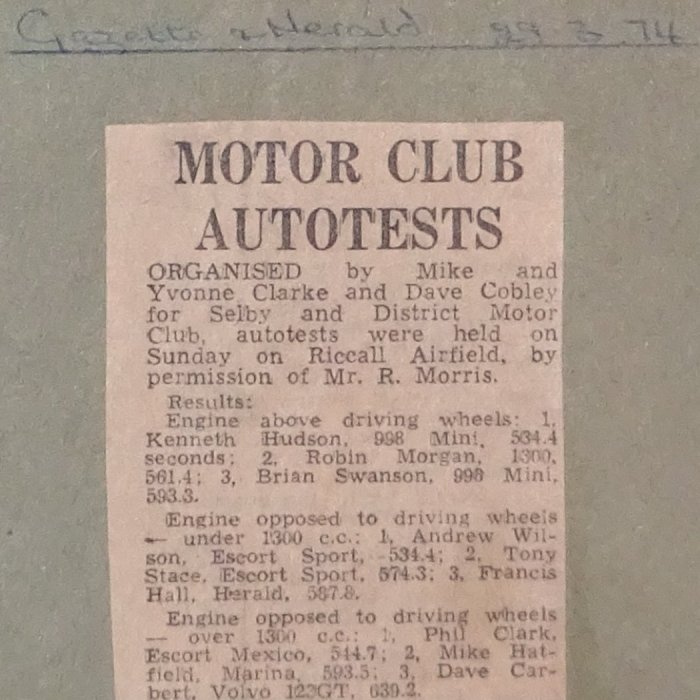 Gazette & Herald 29 3 74
MOTOR CLUB
AUTOTESTS
ORGANISED by Mike and
Yvonne Clarke and Dave Cobley
for Selby and District Motor
Club, autotests were held on
Sunday on Riccall Airfield, by
permission of Mr. R. Morris.
Results:
Engine above driving wheels: 1,
Kenneth Hudson, 998 Mini, 534.4
seconds; 2, Robin Morgan, 1300,
561.4; 3, Brian Swanson, 998 Mini,
593.3.
Engine opposed to driving wheels
— under 1300 c.c.: 1, Andrew Wil-
son, Escort Sport, 534.4; 2, Tony
Stace, Escort Sport, 574.3; 3, Francis
Hall, Herald, 587.8.
Engine opposed to driving wheels
— over 1300 c.c.: 1, Phil Clark,
Escort Mexico, 544.7; 2, Mike Hat-
field, Marina, 593.5; 3, Dave Car-
bert, Volvo 123GT, 639.2.